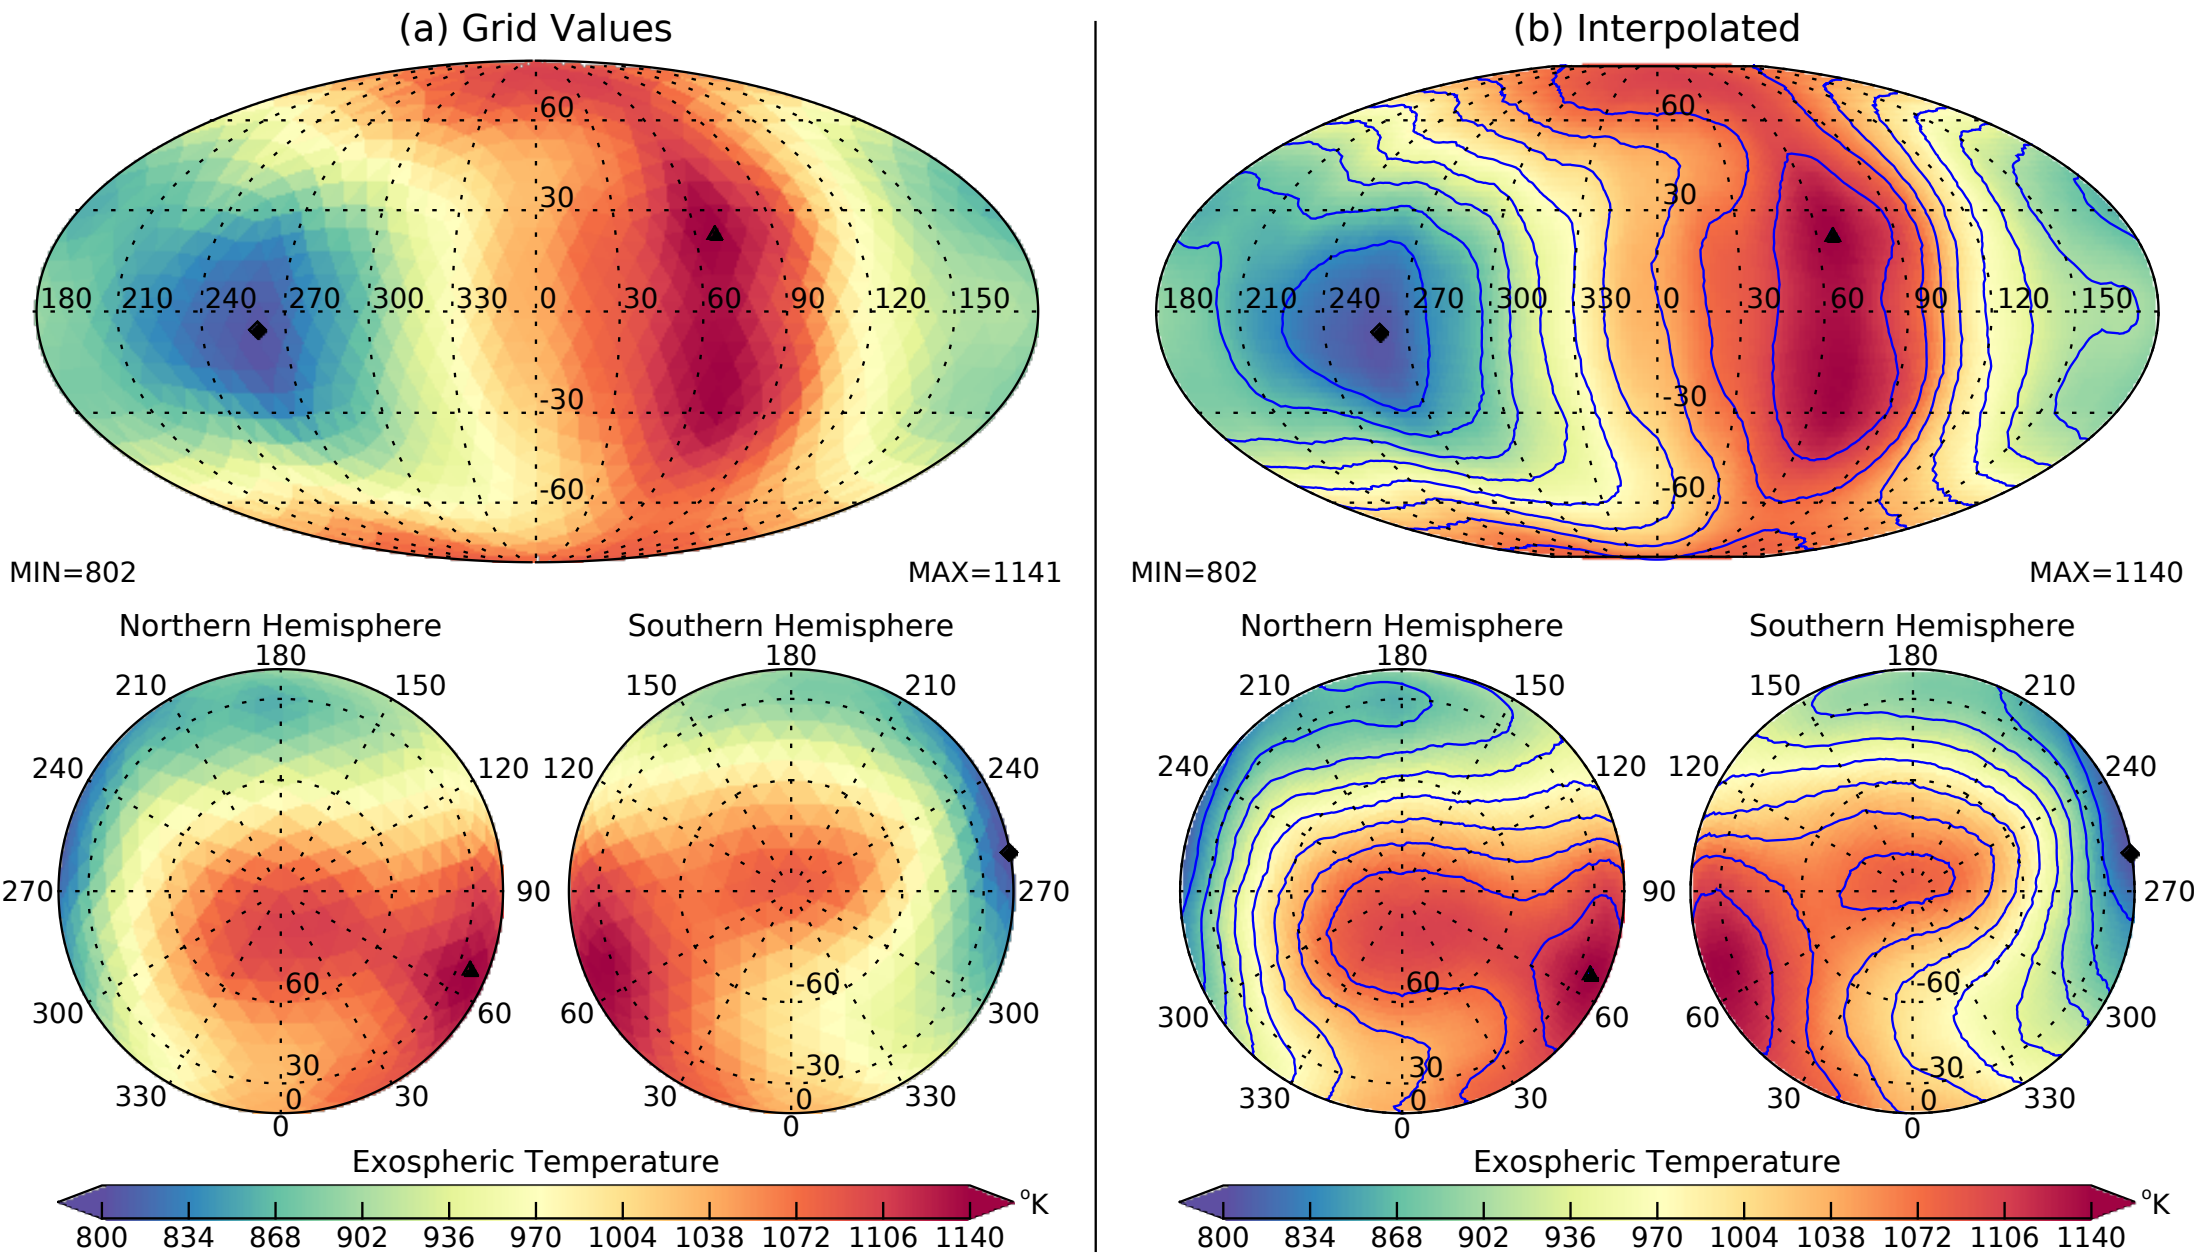 (a) Grid Values
60
30
180 210 240 270 300 330 0 30 60 90 120 150
-30
-60
MIN=802 MAX=1141
Northern Hemisphere Southern Hemisphere
180 180
210 150 150 210
240 120 120 240
270 90 270
60 -60
300 60 60 300
30 -30
330 0 30 30 0 330
0 0
Exospheric Temperature
°K
800 834 868 902 936 970 1004 1038 1072 1106 1140
(b) Interpolated
60
30
180 210 240 270 300 330 0 30 60 90 120 150
-30
-60
MIN=802 MAX=1140
Northern Hemisphere Southern Hemisphere
180 180
210 150 150 210
240 120 120 240
90 270
60 -60
300 60 60 300
30 -30
330 0 30 30 0 330
0 0
Exospheric Temperature
°K
800 834 868 902 936 970 1004 1038 1072 1106 1140